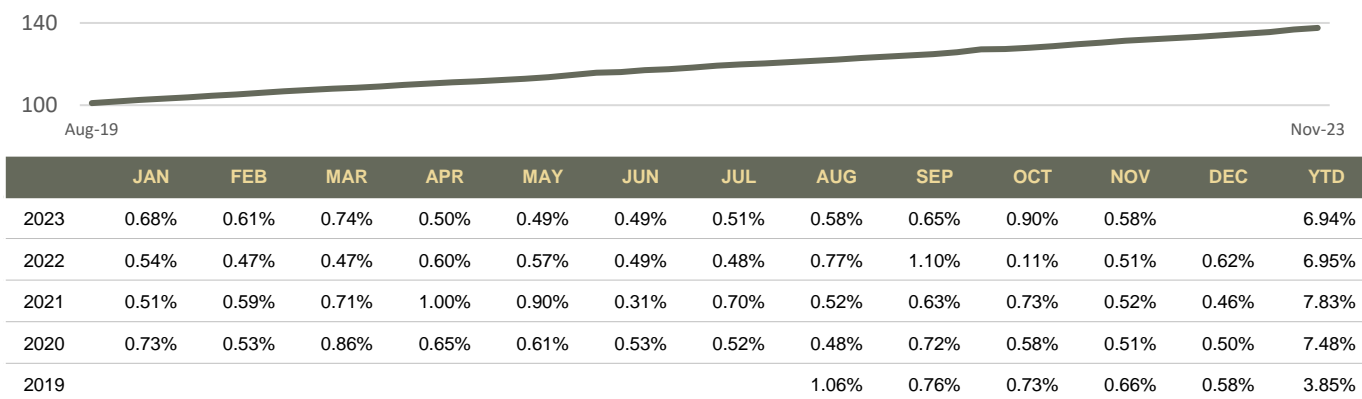 140
100
Aug-19 Nov-23
JAN FEB MAR APR MAY JUN JUL AUG SEP OCT NOV DEC YTD
2023 0.68% 0.61% 0.74% 0.50% 0.49% 0.49% 0.51% 0.58% 0.65% 0.90% 0.58% 6.94%
2022 0.54% 0.47% 0.47% 0.60% 0.57% 0.49% 0.48% 0.77% 1.10% 0.11% 0.51% 0.62% 6.95%
2021 0.51% 0.59% 0.71% 1.00% 0.90% 0.31% 0.70% 0.52% 0.63% 0.73% 0.52% 0.46% 7.83%
2020 0.73% 0.53% 0.86% 0.65% 0.61% 0.53% 0.52% 0.48% 0.72% 0.58% 0.51% 0.50% 7.48%
2019 1.06% 0.76% 0.73% 0.66% 0.58% 3.85%